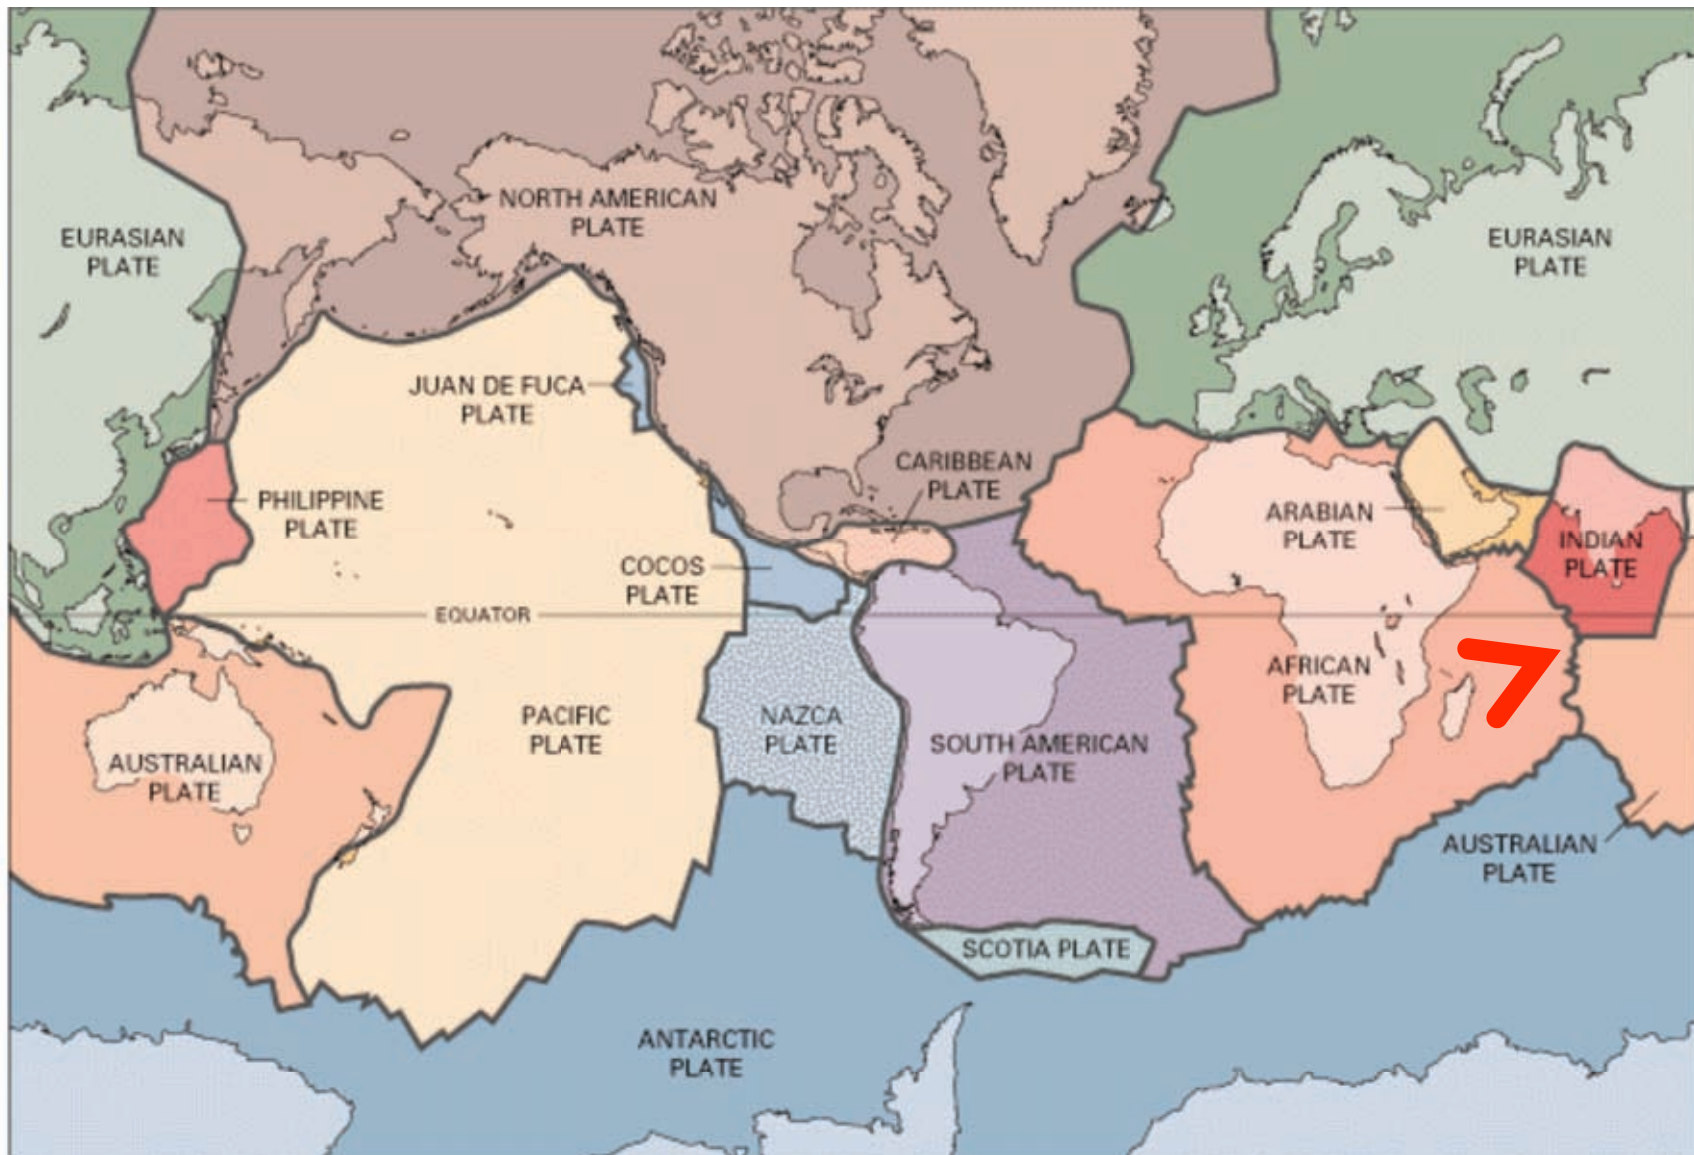 NORTH AMERICAN
PLATE
EURASIAN
PLATE
EURASIAN
PLATE
JUAN DE FUCA
PLATE
CARIBBEAN
PLATE
PHILIPPINE
PLATE
ARABIAN
PLATE
INDIAN
PLATE
COCOS
PLATE
EQUATOR
AFRICAN
PLATE
PACIFIC
PLATE
NAZCA
PLATE
SOUTH AMERICAN
PLATE
AUSTRALIAN
PLATE
AUSTRALIAN
PLATE
SCOTIA PLATE
ANTARCTIC
PLATE